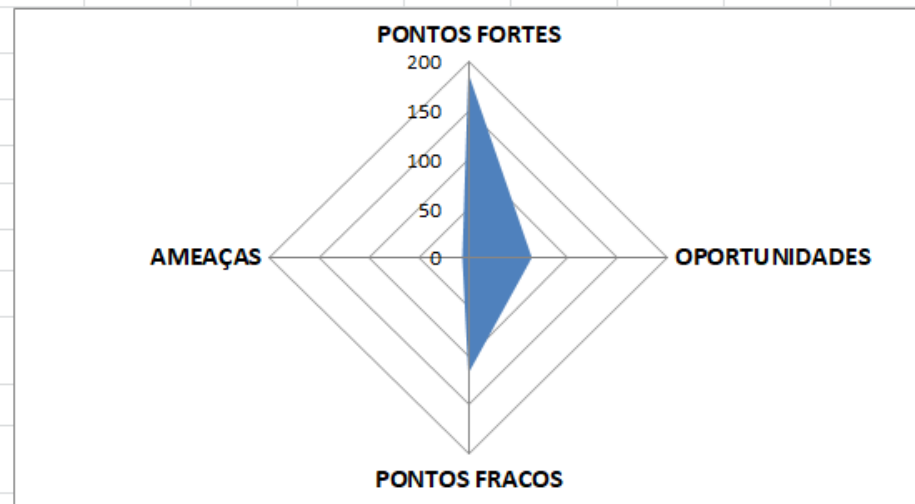 PONTOS FORTES
200
150
100
50
0
AMEAÇAS
OPORTUNIDADES
PONTOS FRACOS